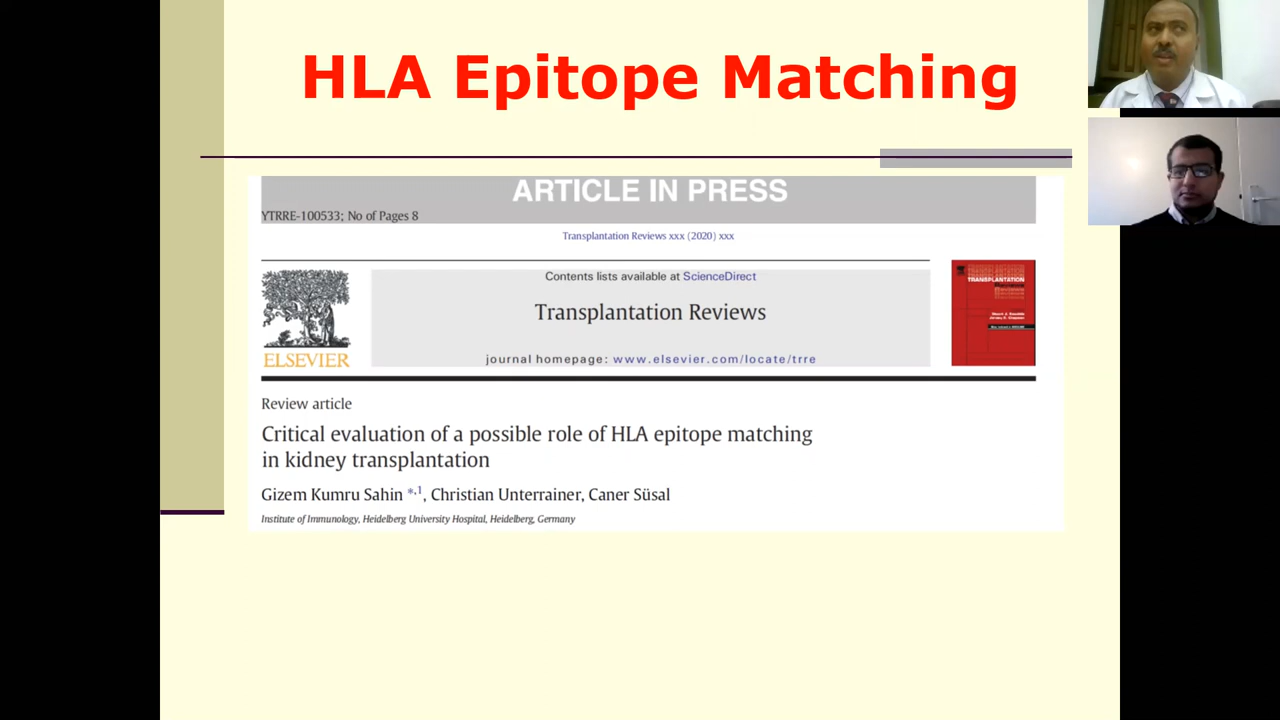 HLA Epitope Matching
ARTICLE IN PRESS
YTRRE-100533; No of Pages 8
Transplantation Reviews xxx (2020) xxx
Contents lists available at ScienceDirect
Transplantation Reviews
journal homepage: www.elsevier.com/locate/trre
ELSEVIER
TRANSPLANTATION
Review article
Critical evaluation of a possible role of HLA epitope matching
in kidney transplantation
Gizem Kumru Sahin *,1, Christian Unterrainer, Caner Süsal
Institute of Immunology, Heidelberg University Hospital, Heidelberg, Germany